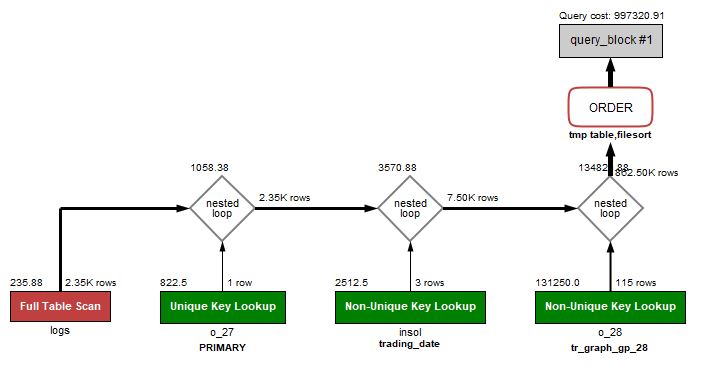 Query cost: 997320.91
query_block #1
ORDER
tmp table,filesort
1058.38
3570.88
862.50K rows
nested
loop
2.35K rows
nested
loop
7.50K rows
nested
loop
235.88
2.35K rows
822.5
1 row
2512.5
3 rows
131250.0
115 rows
Full Table Scan
Unique Key Lookup
Non-Unique Key Lookup
Non-Unique Key Lookup
logs
o_27
insol
o_28
PRIMARY
trading_date
tr_graph_gp_28